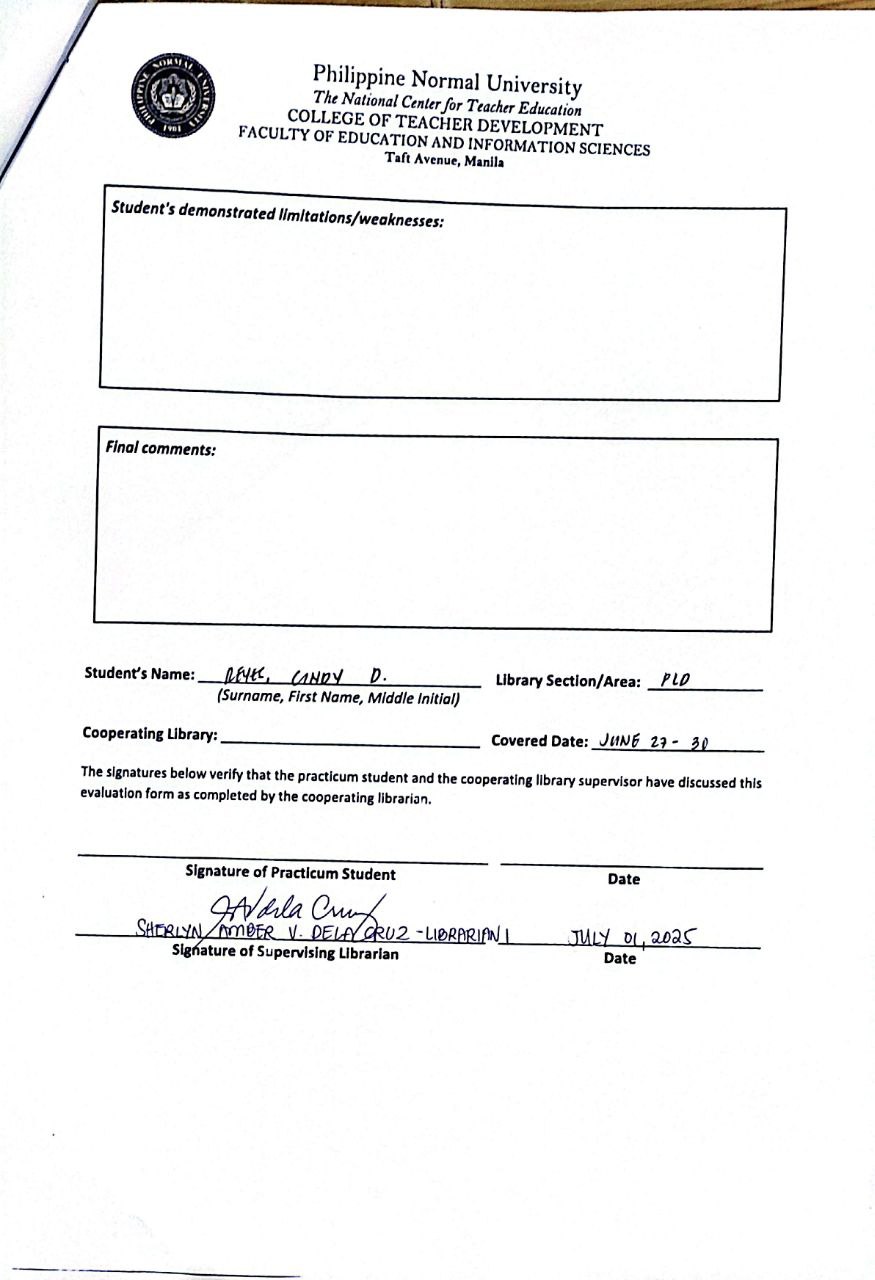 PHILIPPINE NORMAL UNIVERSITY
1901
Philippine Normal University
The National Center for Teacher Education
COLLEGE OF TEACHER DEVELOPMENT
FACULTY OF EDUCATION AND INFORMATION SCIENCES
Taft Avenue, Manila
Student's demonstrated limitations/weaknesses:
Final comments:
Student's Name: REYES, CANDY D. Library Section/Area: PLD
(Surname, First Name, Middle Initial)
Cooperating Library: Covered Date: JUNE 27 - 30
The signatures below verify that the practicum student and the cooperating library supervisor have discussed this
evaluation form as completed by the cooperating librarian.
Signature of Practicum Student Date
SHERLYN AMBER V. DELA CRUZ - LIBRARIAN I JULY 01, 2025
Signature of Supervising Librarian Date